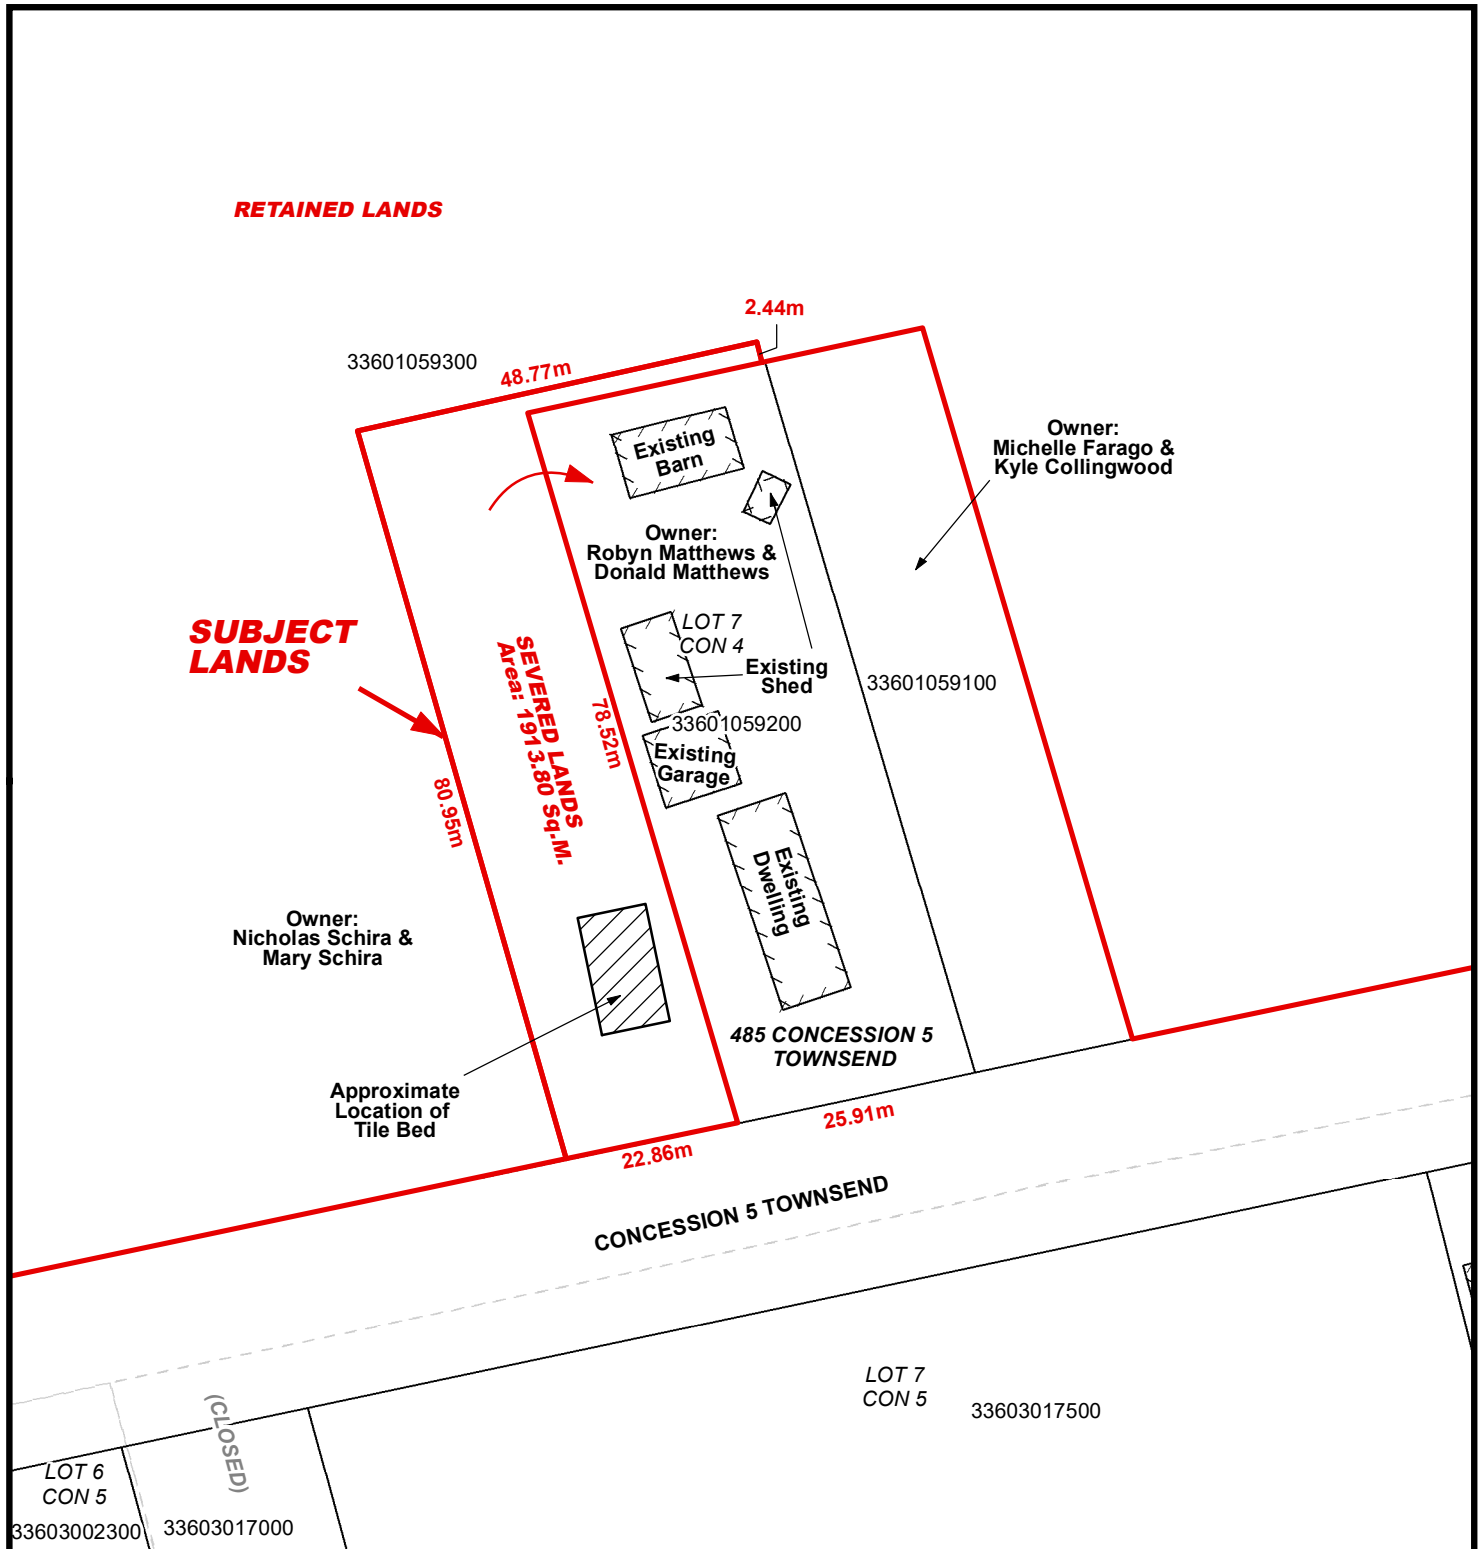 RETAINED LANDS
2.44m
33601059300
48.77m
Existing
Barn
Owner:
Michelle Farago &
Kyle Collingwood
Owner:
Robyn Matthews &
Donald Matthews
SUBJECT
LANDS
LOT 7
CON 4
Existing
Shed
33601059100
SEVERED LANDS
Area: 1913.80 Sq.M.
78.52m
33601059200
Existing
Garage
80.95m
Existing
Dwelling
Owner:
Nicholas Schira &
Mary Schira
485 CONCESSION 5
TOWNSEND
Approximate
Location of
Tile Bed
25.91m
22.86m
CONCESSION 5 TOWNSEND
LOT 7
CON 5
33603017500
(CLOSED)
LOT 6
CON 5
33603002300
33603017000